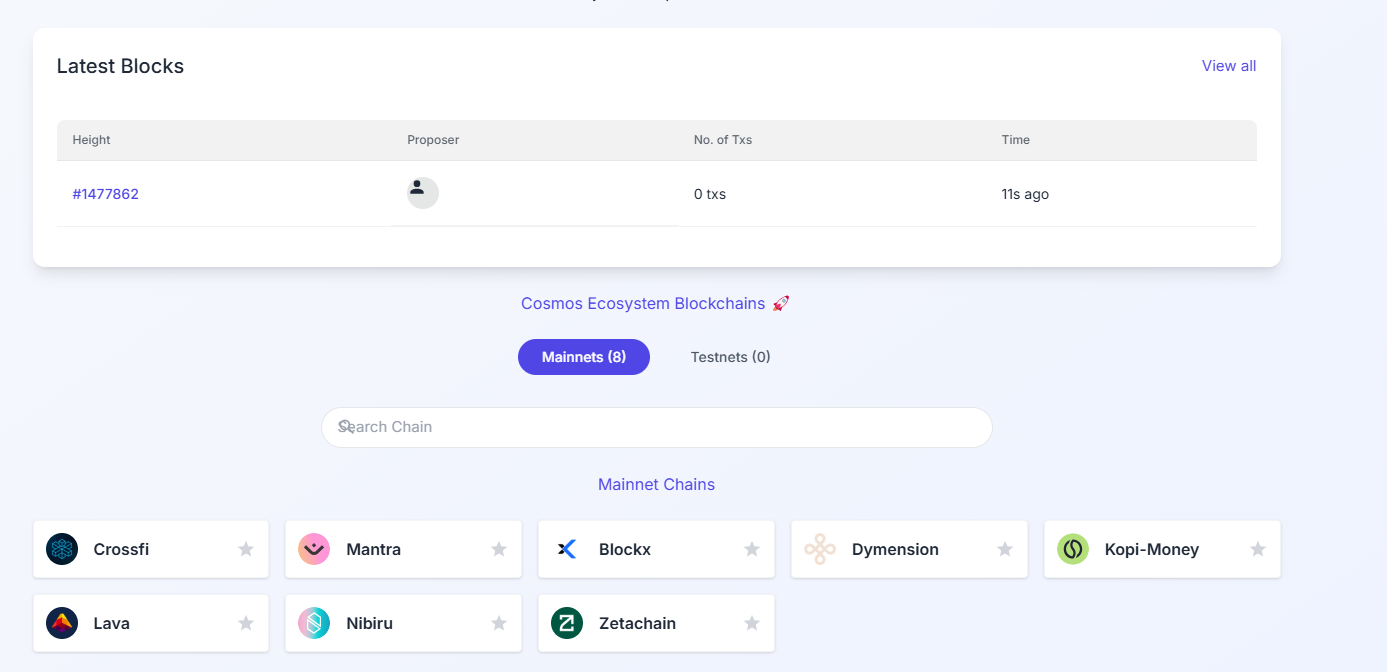 Latest Blocks
View all
Height Proposer No. of Txs Time
#1477862 0 txs 11s ago
Cosmos Ecosystem Blockchains 🚀
Mainnets (8) Testnets (0)
Search Chain
Mainnet Chains
Crossfi Mantra Blockx Dymension Kopi-Money
Lava Nibiru Zetachain